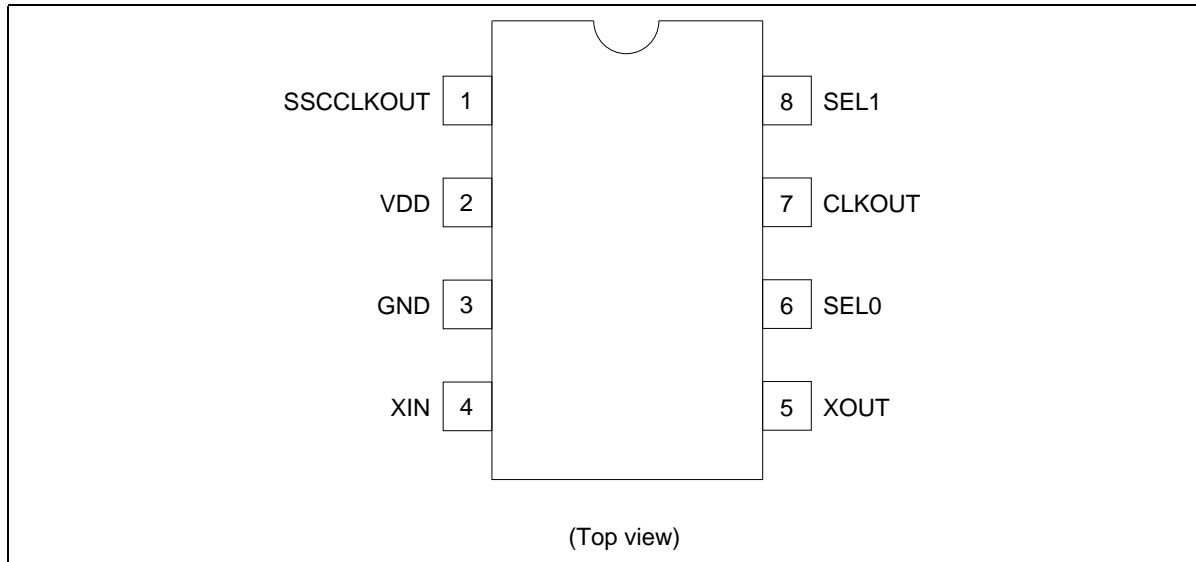 SSCCLKOUT 1 8 SEL1
VDD 2 7 CLKOUT
GND 3 6 SEL0
XIN 4 5 XOUT
(Top view)